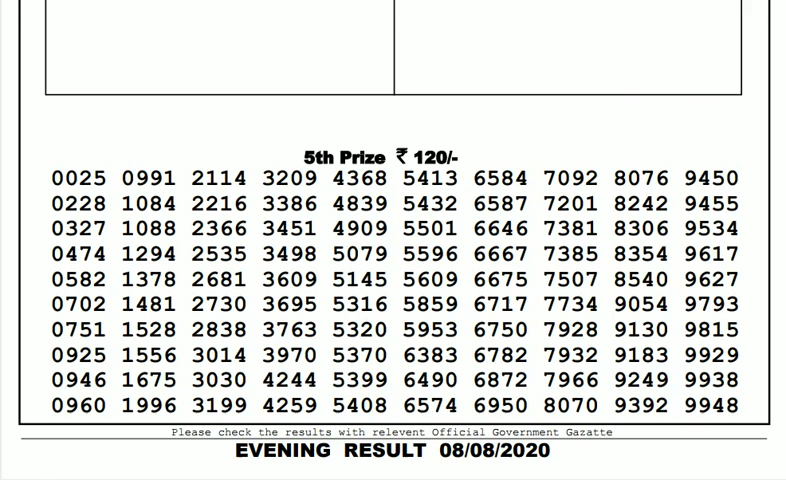 5th Prize ₹ 120/-
0025 0991 2114 3209 4368 5413 6584 7092 8076 9450
0228 1084 2216 3386 4839 5432 6587 7201 8242 9455
0327 1088 2366 3451 4909 5501 6646 7381 8306 9534
0474 1294 2535 3498 5079 5596 6667 7385 8354 9617
0582 1378 2681 3609 5145 5609 6675 7507 8540 9627
0702 1481 2730 3695 5316 5859 6717 7734 9054 9793
0751 1528 2838 3763 5320 5953 6750 7928 9130 9815
0925 1556 3014 3970 5370 6383 6782 7932 9183 9929
0946 1675 3030 4244 5399 6490 6872 7966 9249 9938
0960 1996 3199 4259 5408 6574 6950 8070 9392 9948
Please check the results with relevent Official Government Gazatte
EVENING RESULT 08/08/2020